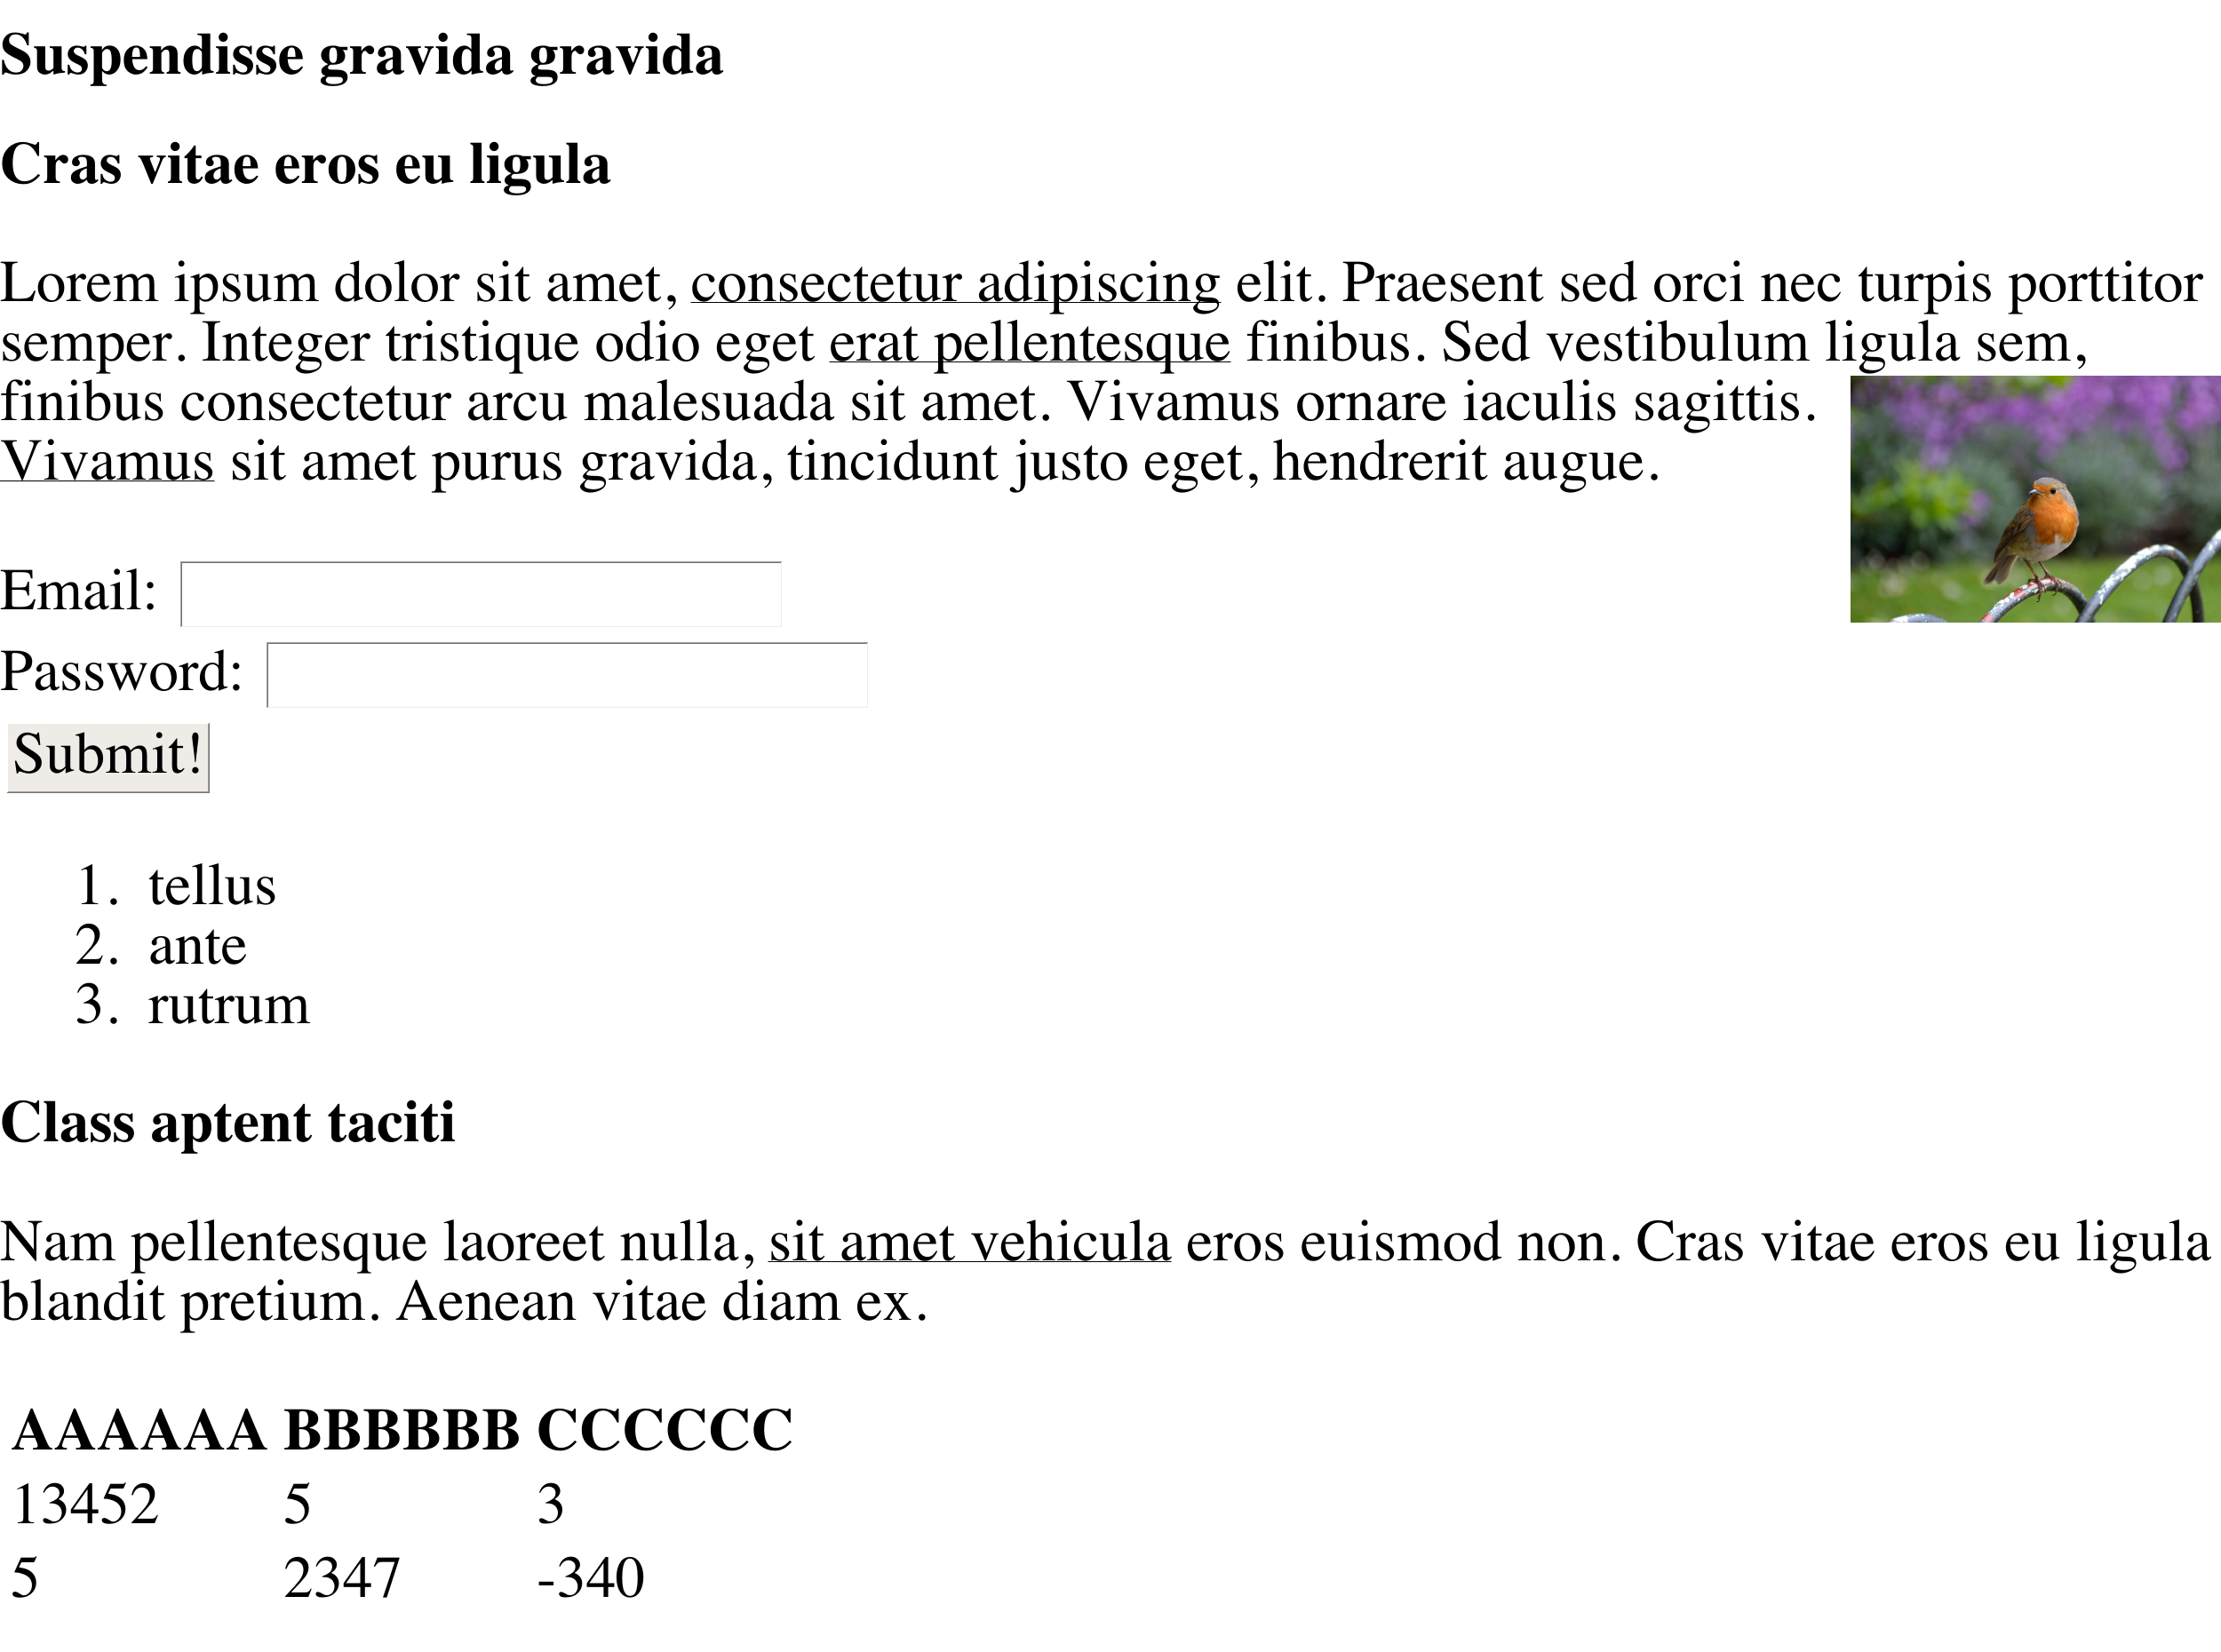 Suspendisse gravida gravida
Cras vitae eros eu ligula
Lorem ipsum dolor sit amet, consectetur adipiscing elit. Praesent sed orci nec turpis porttitor
semper. Integer tristique odio eget erat pellentesque finibus. Sed vestibulum ligula sem,
finibus consectetur arcu malesuada sit amet. Vivamus ornare iaculis sagittis.
Vivamus sit amet purus gravida, tincidunt justo eget, hendrerit augue.
Email:
Password:
Submit!
1. tellus
2. ante
3. rutrum
Class aptent taciti
Nam pellentesque laoreet nulla, sit amet vehicula eros euismod non. Cras vitae eros eu ligula
blandit pretium. Aenean vitae diam ex.
AAAAAA BBBBBB CCCCCC
13452 5 3
5 2347 -340